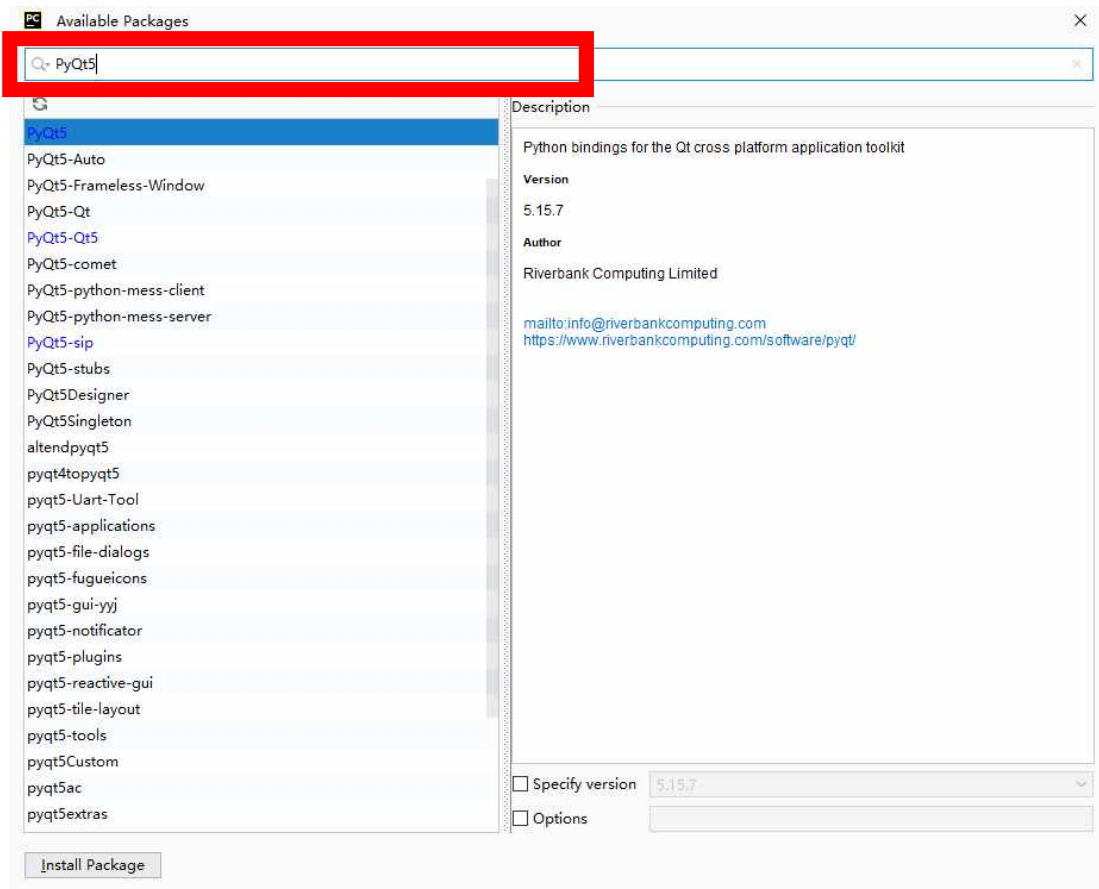 PC Available Packages
PyQt5
Description
PyQt5
PyQt5-Auto
PyQt5-Frameless-Window
PyQt5-Qt
PyQt5-Qt5
PyQt5-comet
PyQt5-python-mess-client
PyQt5-python-mess-server
PyQt5-sip
PyQt5-stubs
PyQt5Designer
PyQt5Singleton
altendpyqt5
pyqt4topyqt5
pyqt5-Uart-Tool
pyqt5-applications
pyqt5-file-dialogs
pyqt5-fugueicons
pyqt5-gui-yyj
pyqt5-notificator
pyqt5-plugins
pyqt5-reactive-gui
pyqt5-tile-layout
pyqt5-tools
pyqt5Custom
pyqt5ac
pyqt5extras
Python bindings for the Qt cross platform application toolkit
Version
5.15.7
Author
Riverbank Computing Limited
mailto:info@riverbankcomputing.com
https://www.riverbankcomputing.com/software/pyqt/
Specify version 5.15.7
Options
Install Package